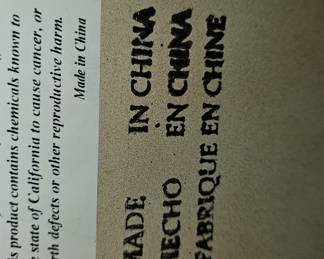 s product contains chemicals known to
state of California to cause cancer, or
rth defects or other reproductive harm.
Made in China
MADE IN CHINA
HECHO EN CHINA
FABRIQUE EN CHINE